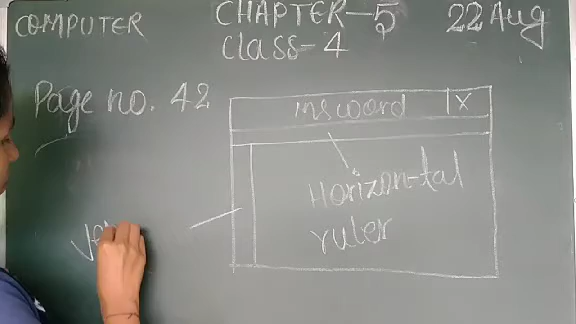 COMPUTER CHAPTER-5 22 Aug
Class-4
Page no. 42
ms word X
Horizon-tal
ruler